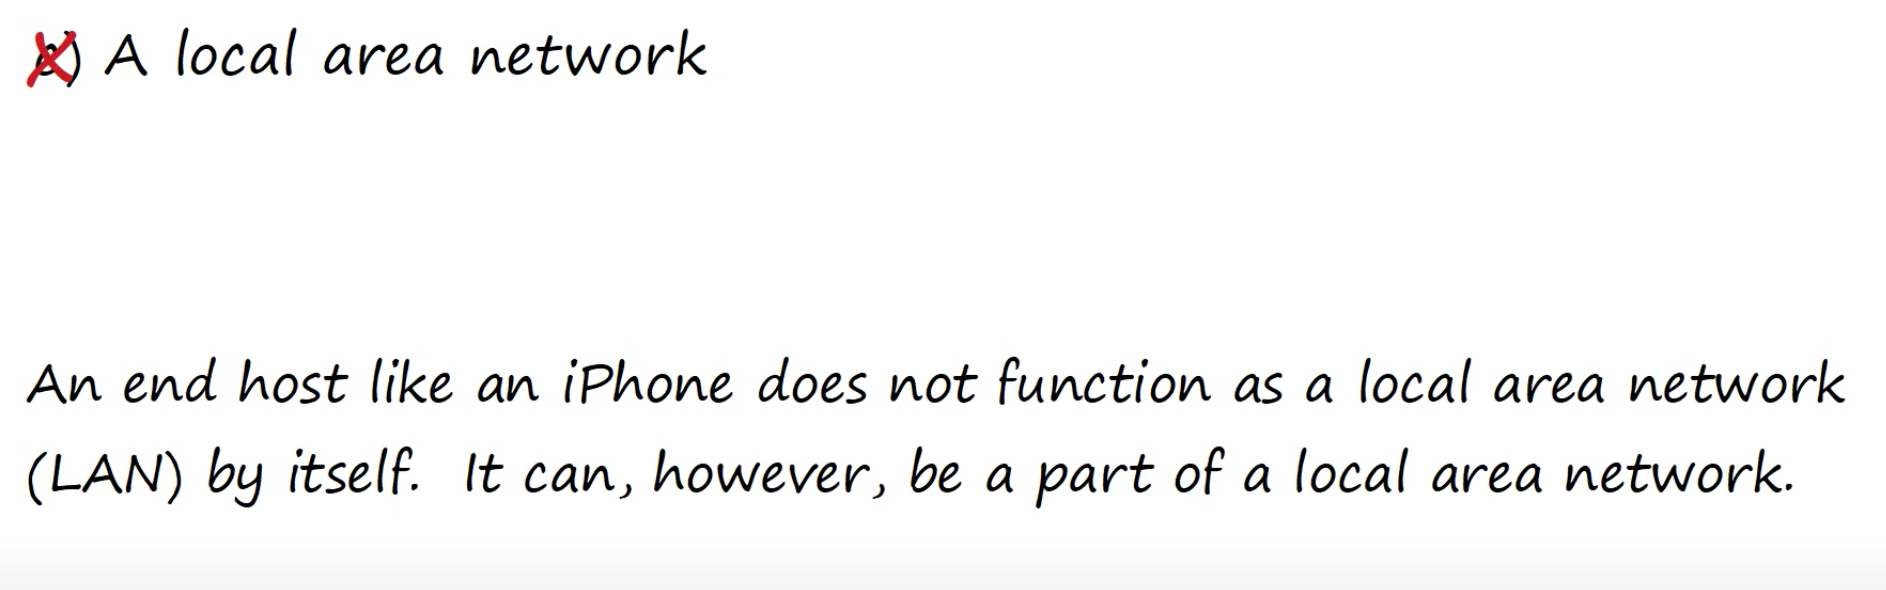 ) A local area network
An end host like an iPhone does not function as a local area network
(LAN) by itself. It can, however, be a part of a local area network.